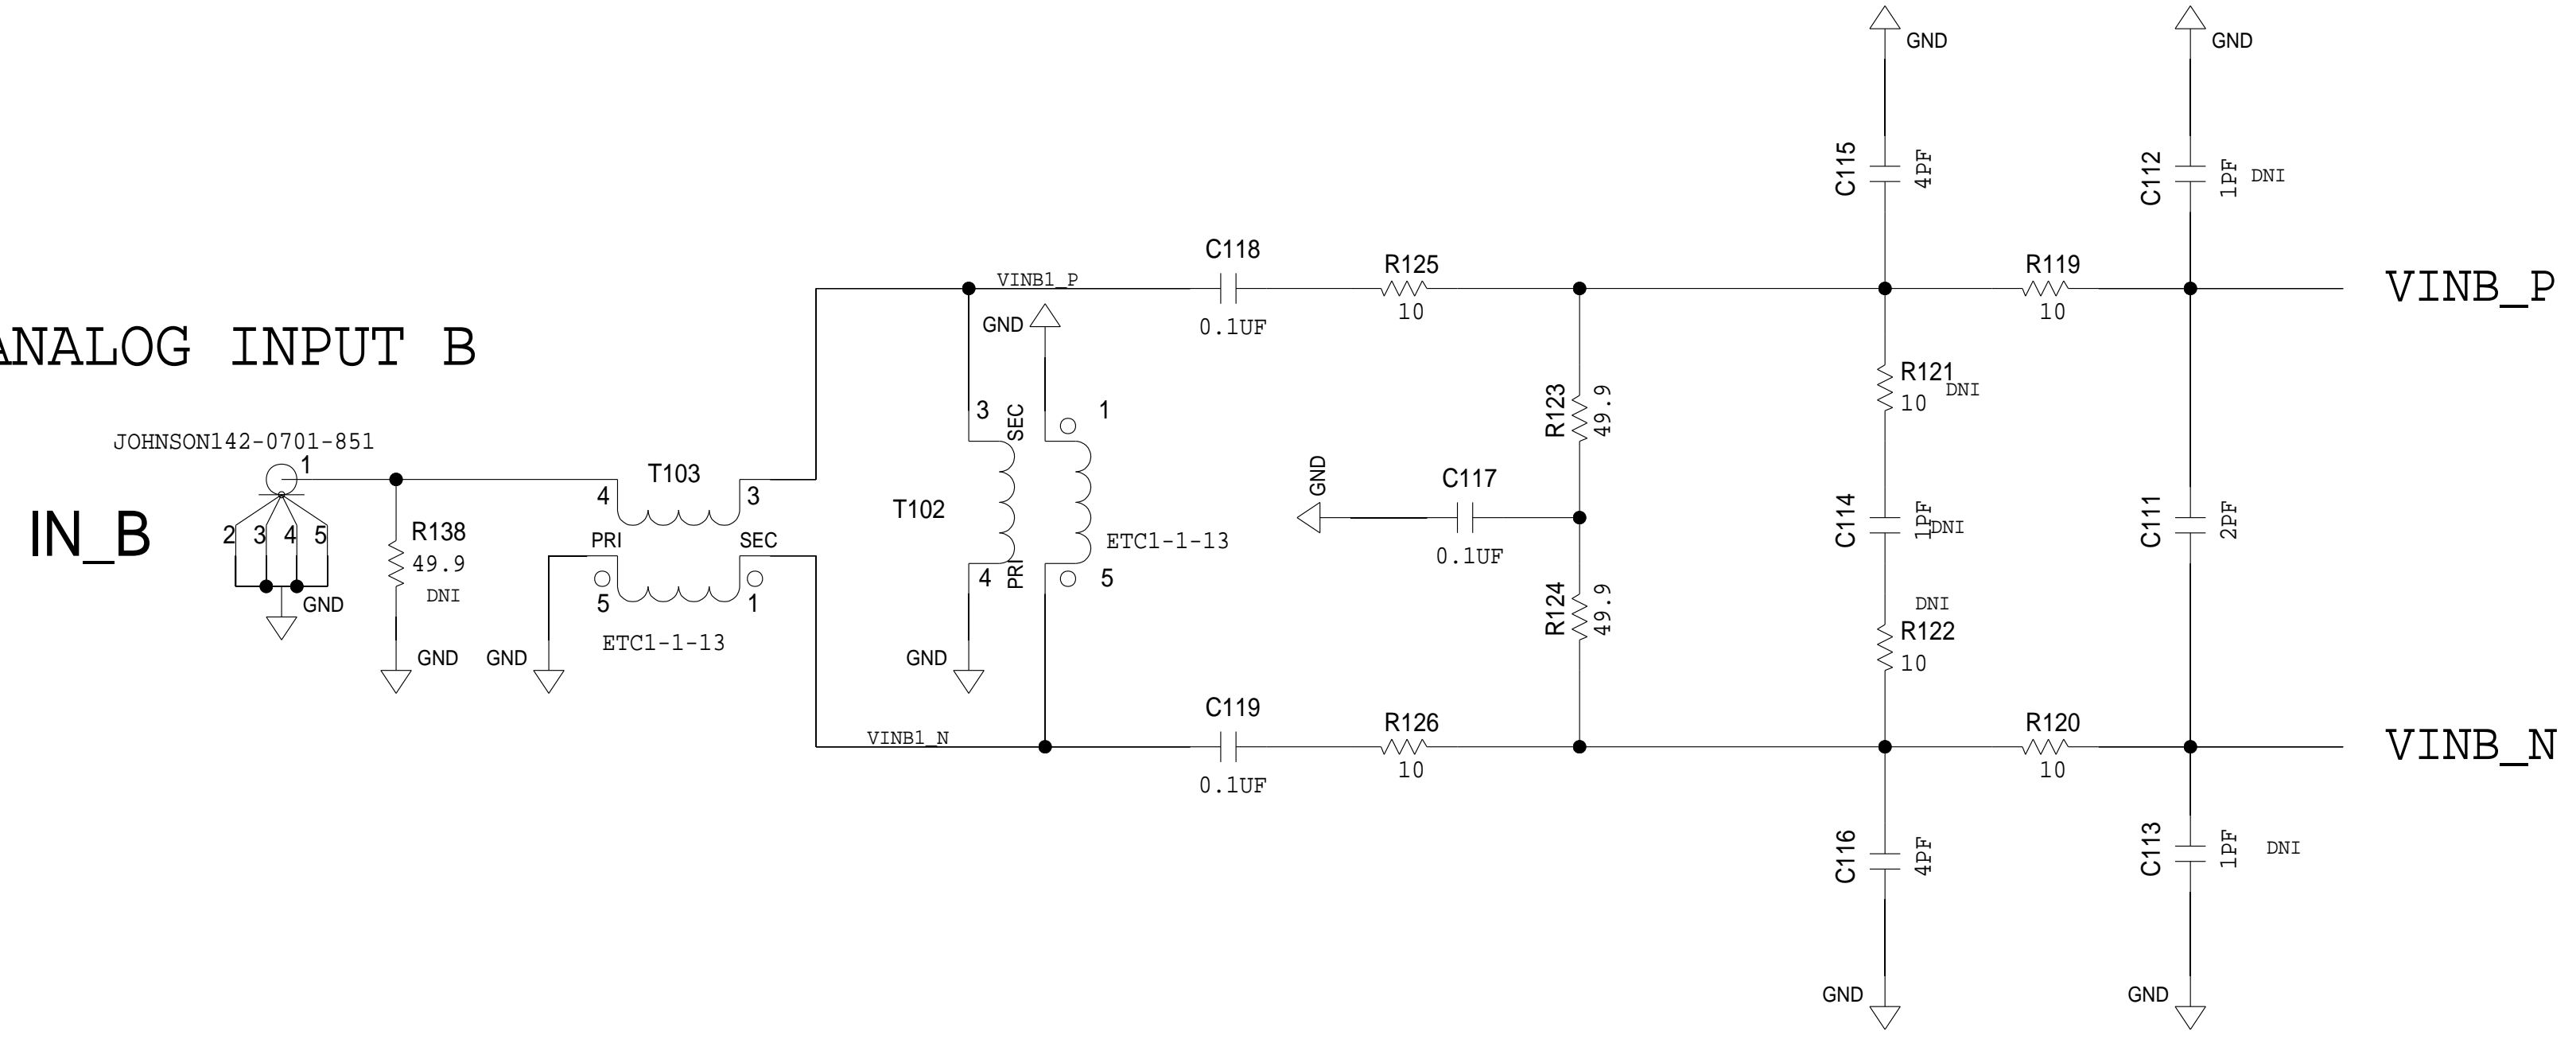 GND
GND
C115
4PF
C112
1PF
DNI
C118
0.1UF
R125
10
R119
10
VINB1_P
VINB_P
GND
ANALOG INPUT B
R121
DNI
10
3
SEC
1
R123
49.9
JOHNSON142-0701-851
1
T103
4
3
GND
C117
0.1UF
T102
C114
1PF
DNI
C111
2PF
IN_B
2
3
4
5
R138
49.9
DNI
PRI
SEC
ETC1-1-13
4
PRI
5
GND
5
1
R124
49.9
DNI
R122
10
ETC1-1-13
GND
GND
GND
C119
0.1UF
R126
10
R120
10
VINB1_N
VINB_N
C116
4PF
C113
1PF
DNI
GND
GND